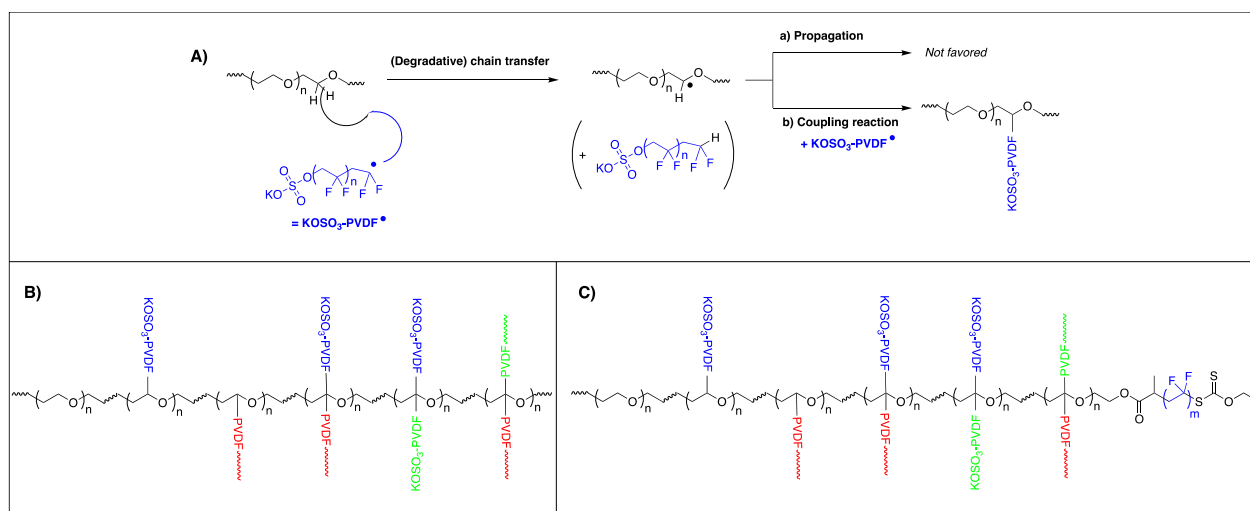 A)
(Degradative) chain transfer
a) Propagation
Not favored
b) Coupling reaction
+ KOSO3-PVDF•
O
n
O
H H
O
n
O
H •
O
n
O
KOSO3-PVDF
KO
S
O
O
O
n
F F
F F
•
= KOSO3-PVDF•
+
KO
S
O
O
O
n
F F
F F
H
B)
KOSO3-PVDF
KOSO3-PVDF
KOSO3-PVDF
PVDF
O n
O n
O n
O n
O n
O n
PVDF
PVDF
KOSO3-PVDF
PVDF
C)
KOSO3-PVDF
KOSO3-PVDF
KOSO3-PVDF
PVDF
O n
O n
O n
O n
O n
O n
O
O
F F
m
S
S
O
PVDF
PVDF
KOSO3-PVDF
PVDF